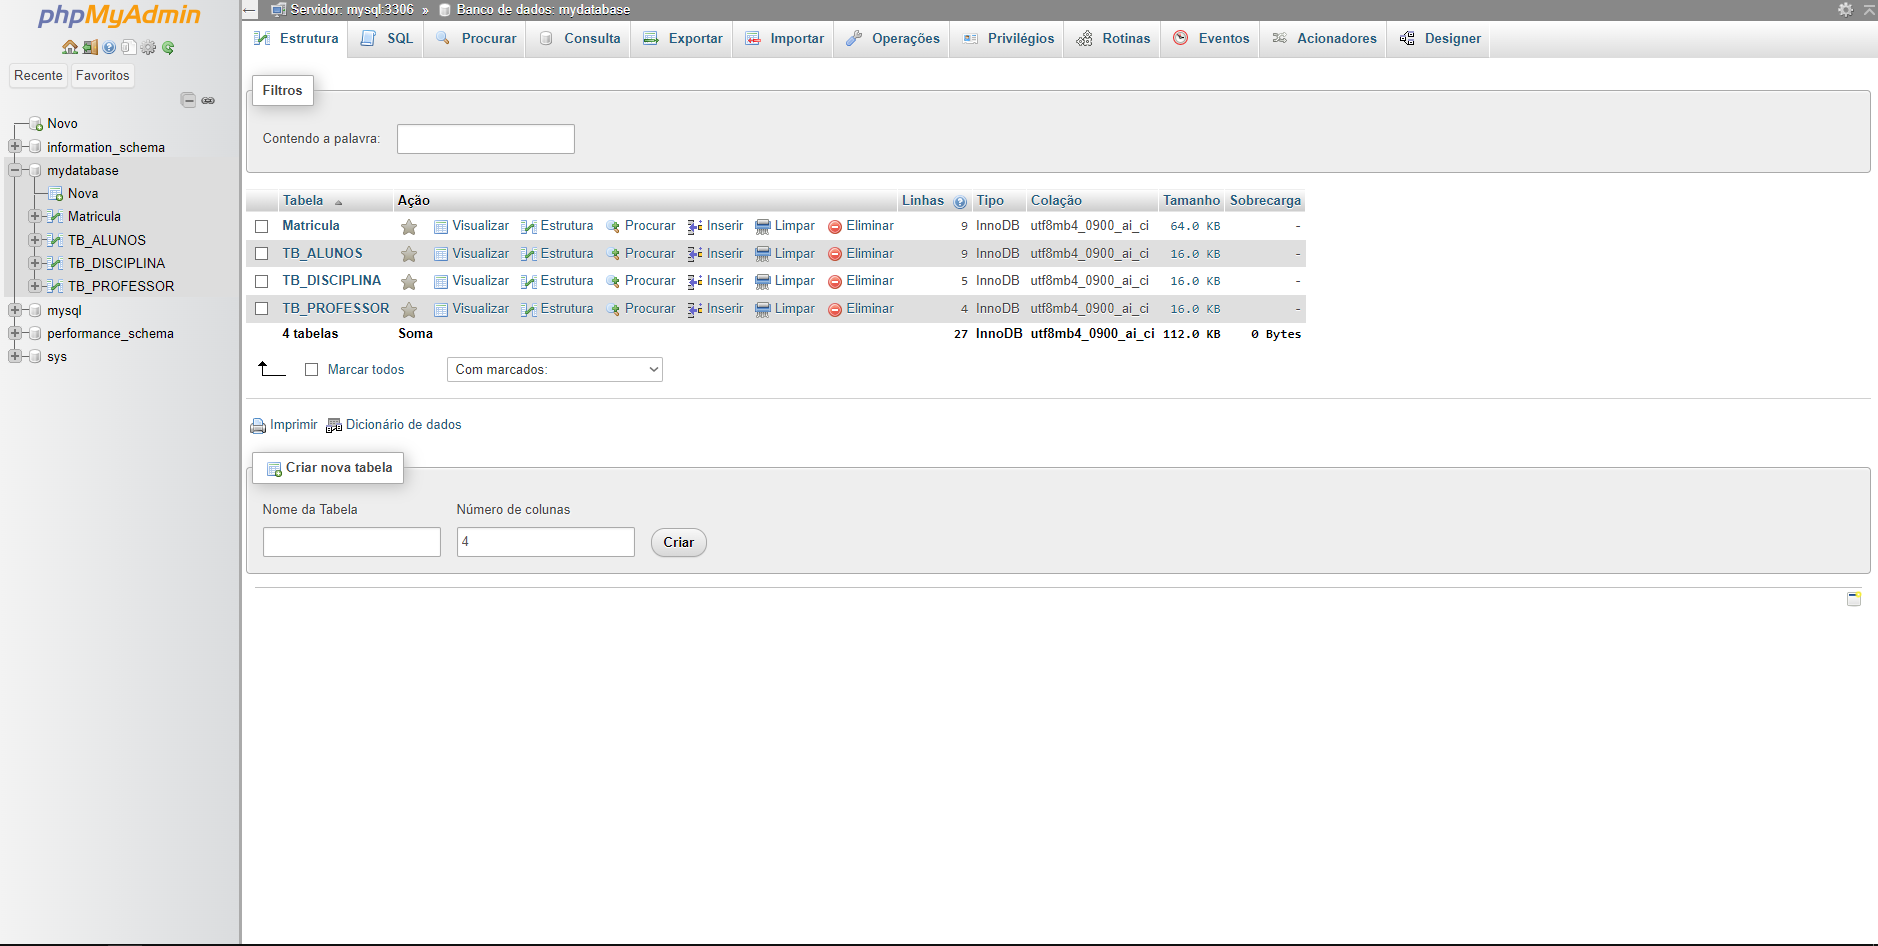 phpMyAdmin
Recente Favoritos
Novo
information_schema
mydatabase
Nova
Matricula
TB_ALUNOS
TB_DISCIPLINA
TB_PROFESSOR
mysql
performance_schema
sys
Servidor: mysql:3306 » Banco de dados: mydatabase
Estrutura SQL Procurar Consulta Exportar Importar Operações Privilégios Rotinas Eventos Acionadores Designer
Filtros
Contendo a palavra:
Tabela Ação Linhas Tipo Colação Tamanho Sobrecarga
Matricula Visualizar Estrutura Procurar Inserir Limpar Eliminar 9 InnoDB utf8mb4_0900_ai_ci 64.0 KB -
TB_ALUNOS Visualizar Estrutura Procurar Inserir Limpar Eliminar 9 InnoDB utf8mb4_0900_ai_ci 16.0 KB -
TB_DISCIPLINA Visualizar Estrutura Procurar Inserir Limpar Eliminar 5 InnoDB utf8mb4_0900_ai_ci 16.0 KB -
TB_PROFESSOR Visualizar Estrutura Procurar Inserir Limpar Eliminar 4 InnoDB utf8mb4_0900_ai_ci 16.0 KB -
4 tabelas Soma 27 InnoDB utf8mb4_0900_ai_ci 112.0 KB 0 Bytes
Marcar todos Com marcados:
Imprimir Dicionário de dados
Criar nova tabela
Nome da Tabela Número de colunas
4 Criar